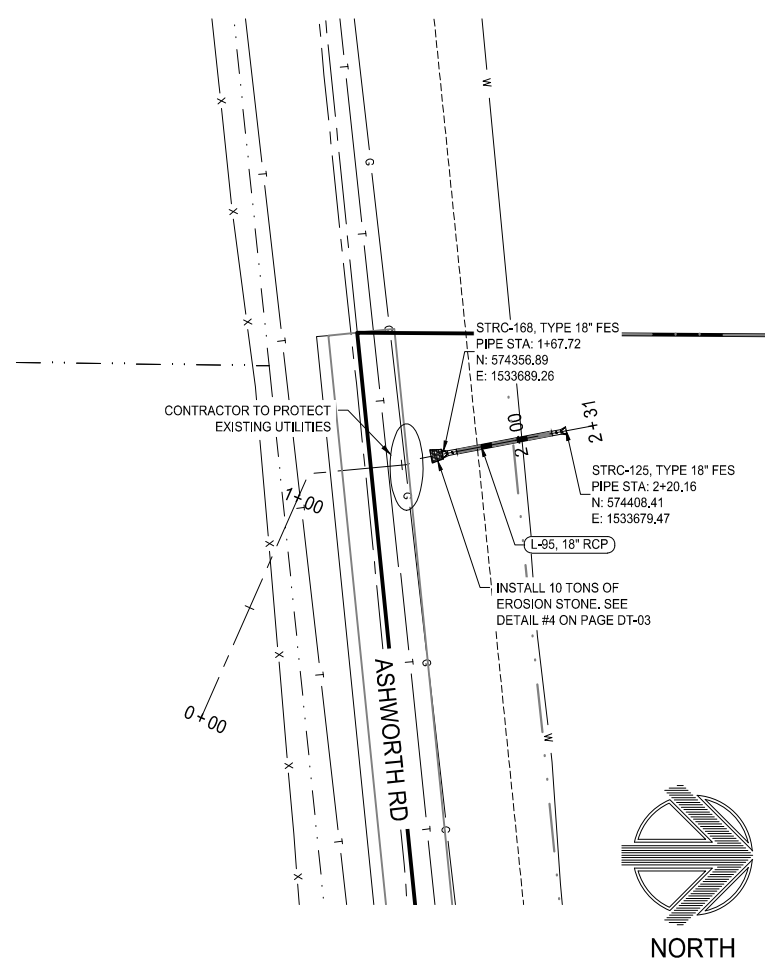 X
T
T
G
W
X
T
X
T
G
X
T
STRC-168, TYPE 18" FES
PIPE STA: 1+67.72
N: 574356.89
E: 1533689.26
T
CONTRACTOR TO PROTECT
EXISTING UTILITIES
2+00
2+31
STRC-125, TYPE 18" FES
PIPE STA: 2+20.16
N: 574408.41
E: 1533679.47
1+00
T
G
X
L-95, 18" RCP
INSTALL 10 TONS OF
EROSION STONE. SEE
DETAIL #4 ON PAGE DT-03
X
T
T
G
0+00
ASHWORTH RD
W
X
T
T
G
X
NORTH